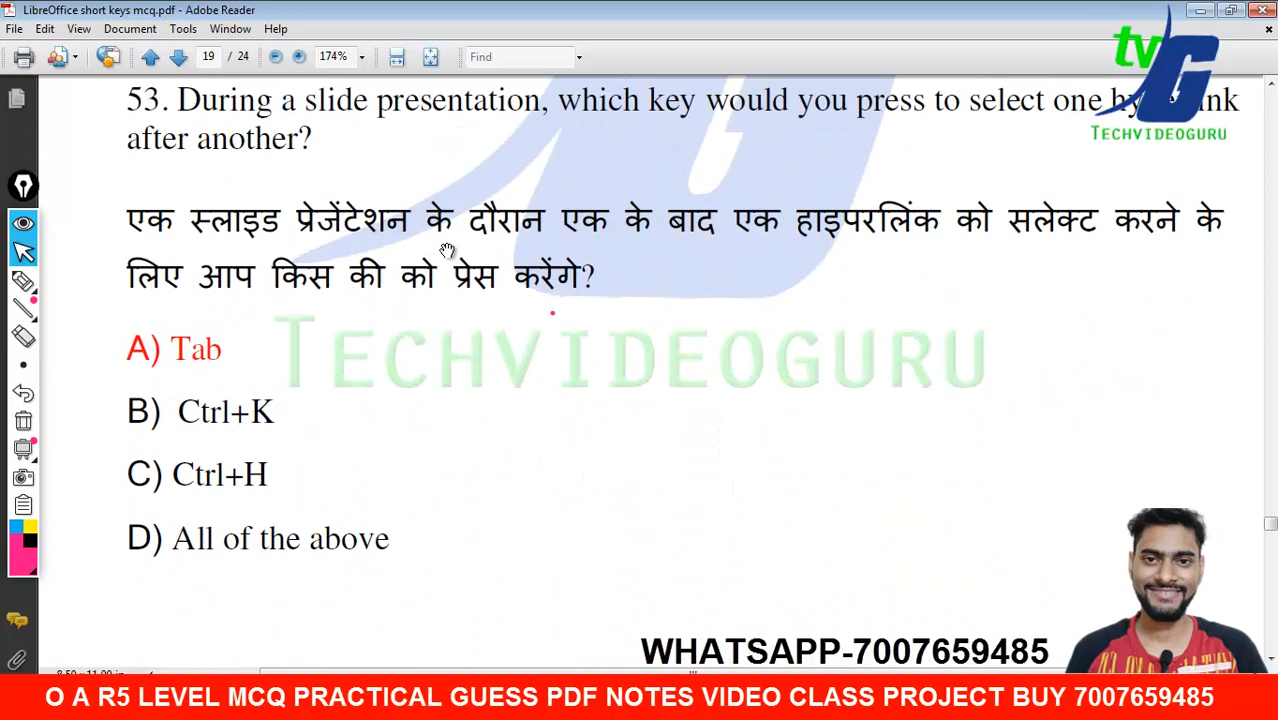 LibreOffice short keys mcq.pdf - Adobe Reader
File Edit View Document Tools Window Help
19 / 24 174% Find
tv G
TECHVIDEOGURU
53. During a slide presentation, which key would you press to select one
after another?
एक स्लाइड प्रेजेंटेशन के दौरान एक के बाद एक हाइपरलिंक को सलेक्ट करने के
लिए आप किस की को प्रेस करेंगे?
TECHVIDEOGURU
A) Tab
B) Ctrl+K
C) Ctrl+H
D) All of the above
WHATSAPP-7007659485
O A R5 LEVEL MCQ PRACTICAL GUESS PDF NOTES VIDEO CLASS PROJECT BUY 7007659485